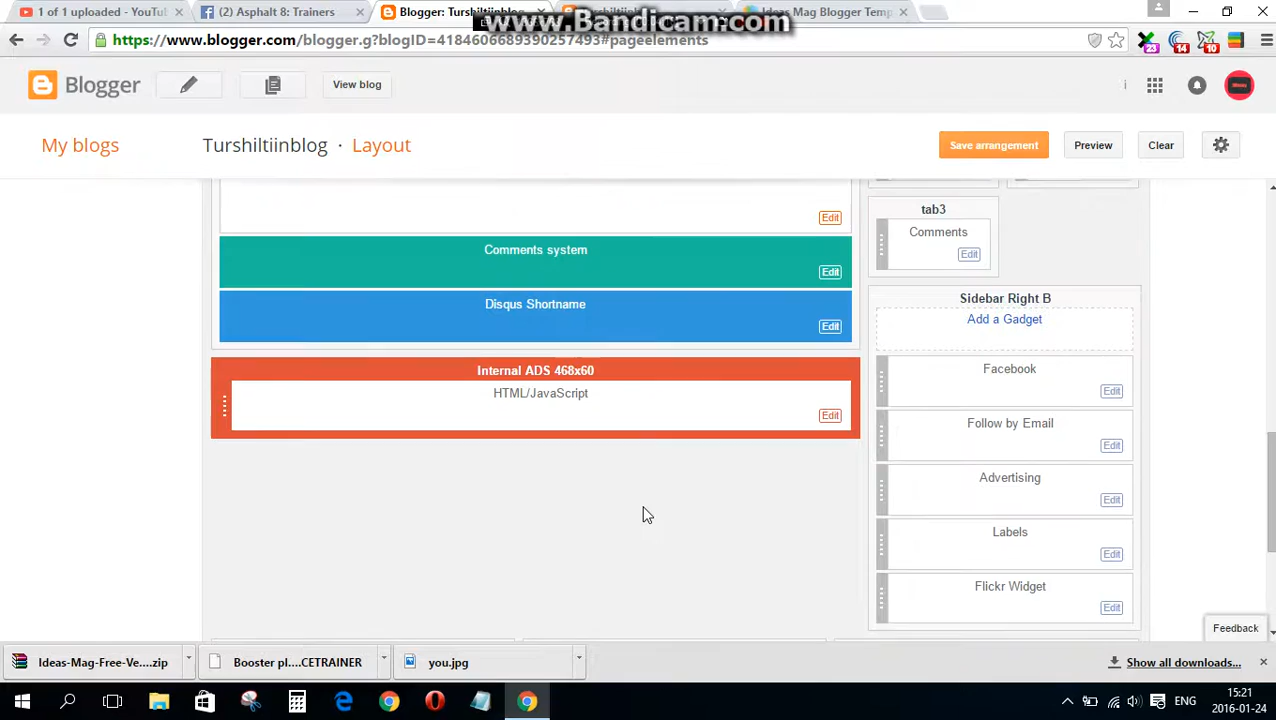 1 of 1 uploaded - YouTu
(2) Asphalt 8: Trainers
Blogger: Turshiltiinblog
Ideas Mag Blogger Temp
www.Bandicam.com
https://www.blogger.com/blogger.g?blogID=4184606689390257493#pageelements
23
14
10
Blogger
View blog
My blogs
Turshiltiinblog · Layout
Save arrangement
Preview
Clear
tab3
Comments
Edit
Edit
Comments system
Edit
Disqus Shortname
Edit
Internal ADS 468x60
HTML/JavaScript
Edit
Sidebar Right B
Add a Gadget
Facebook
Edit
Follow by Email
Edit
Advertising
Edit
Labels
Edit
Flickr Widget
Edit
Feedback
Ideas-Mag-Free-Ve....zip
Booster pl....CETRAINER
you.jpg
Show all downloads...
ENG
15:21
2016-01-24